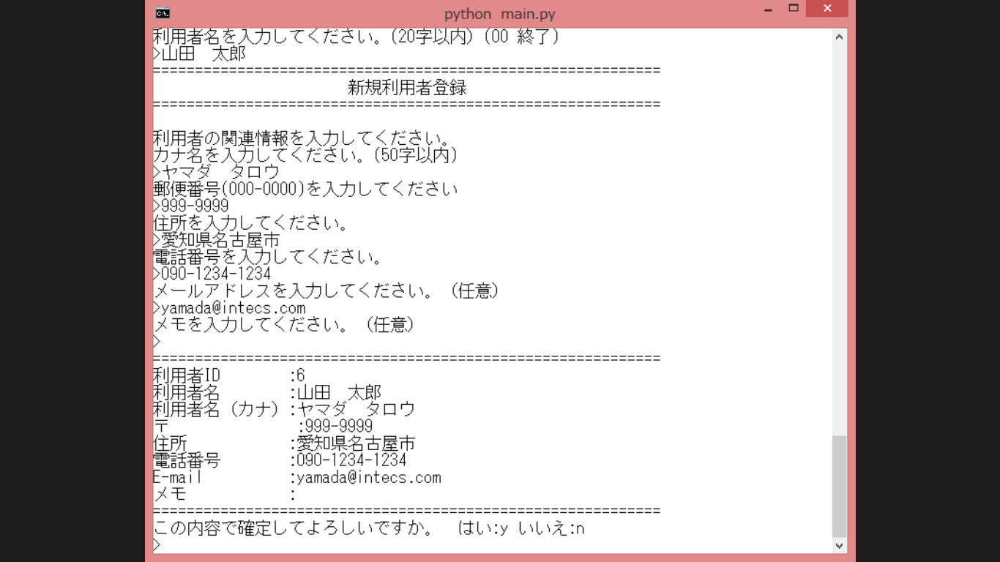 python main.py
利用者名を入力してください。(20字以内) (00 終了)
>山田　太郎
============================================================
新規利用者登録
============================================================
利用者の関連情報を入力してください。
カナ名を入力してください。(50字以内)
>ヤマダ　タロウ
郵便番号(000-0000)を入力してください
>999-9999
住所を入力してください。
>愛知県名古屋市
電話番号を入力してください。
>090-1234-1234
メールアドレスを入力してください。（任意）
>yamada@intecs.com
メモを入力してください。（任意）
>
============================================================
利用者ID :6
利用者名 :山田　太郎
利用者名（カナ）:ヤマダ　タロウ
〒 :999-9999
住所 :愛知県名古屋市
電話番号 :090-1234-1234
E-mail :yamada@intecs.com
メモ :
============================================================
この内容で確定してよろしいですか。　はい:y いいえ:n
>